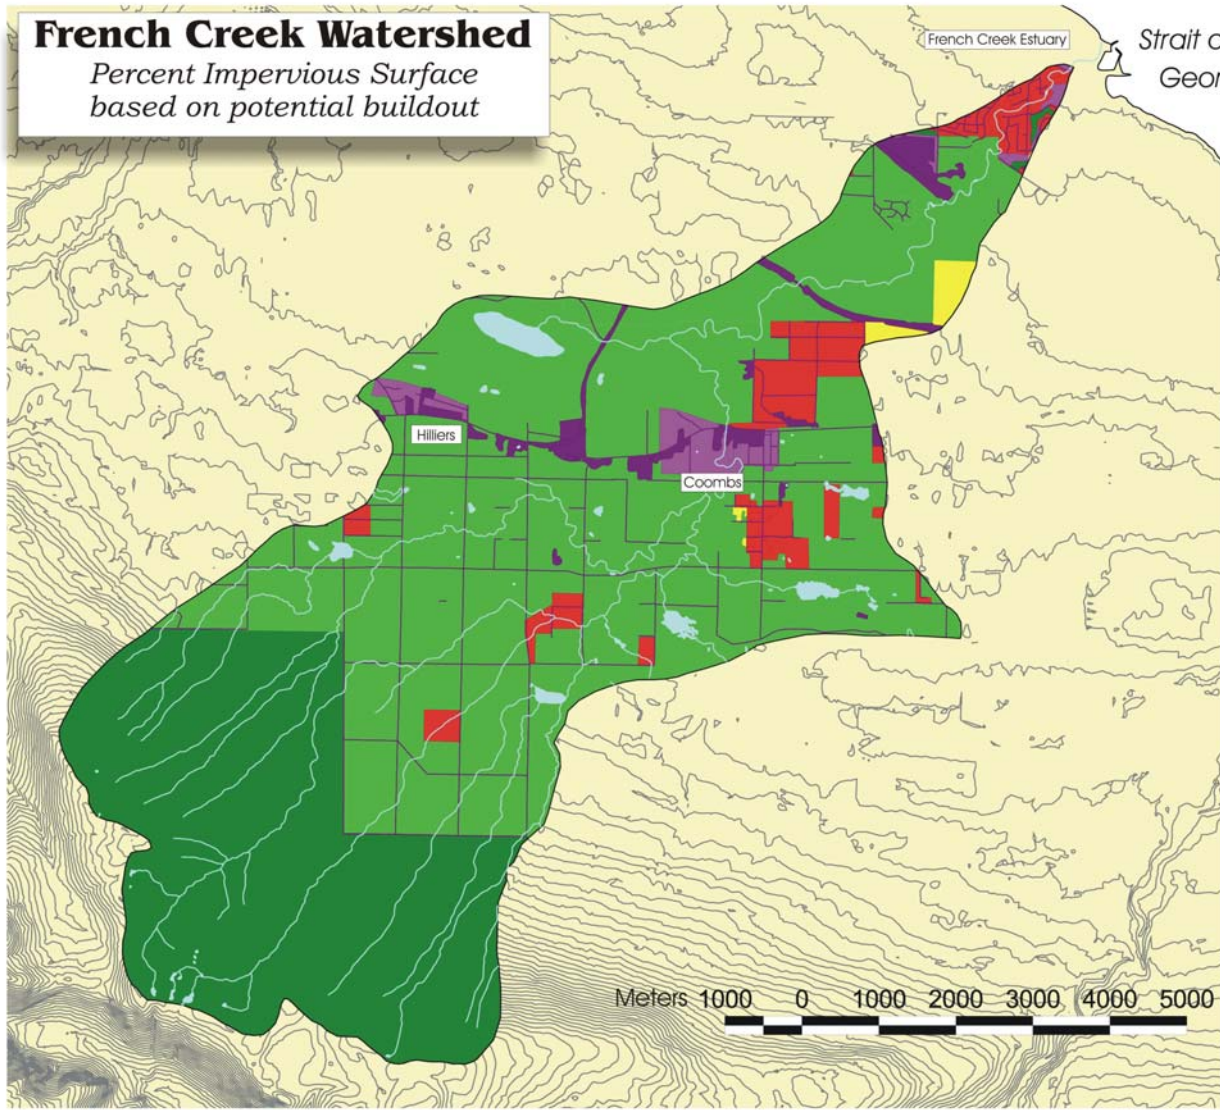 French Creek Watershed
Percent Impervious Surface
based on potential buildout
French Creek Estuary
Strait
Hilliers
Coombs
Meters 1000 0 1000 2000 3000 4000 5000